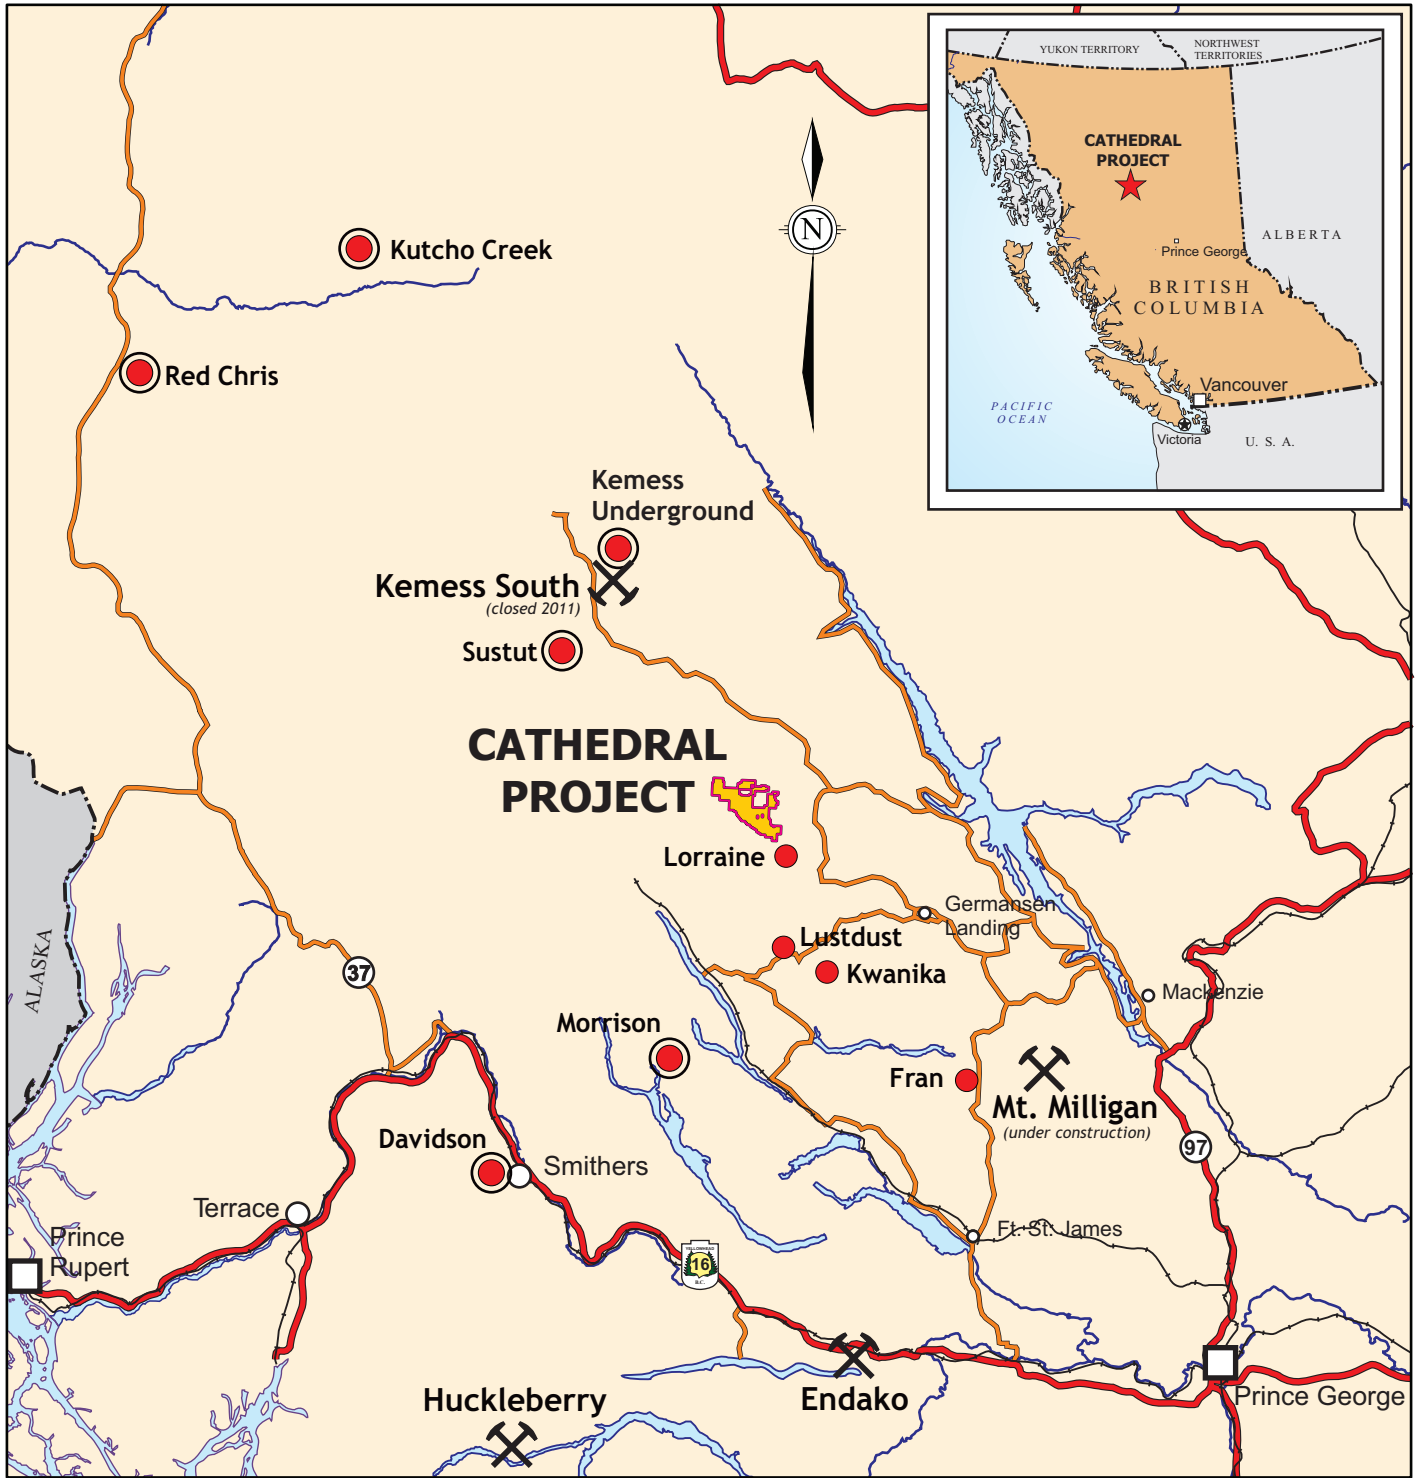 YUKON TERRITORY
NORTHWEST
TERRITORIES
CATHEDRAL
PROJECT
ALBERTA
Prince George
BRITISH
COLUMBIA
Vancouver
PACIFIC
OCEAN
Victoria
U. S. A.
N
Kutcho Creek
Red Chris
Kemess
Underground
Kemess South
(closed 2011)
Sustut
CATHEDRAL
PROJECT
Lorraine
Germansen
Landing
Lustdust
Kwanika
ALASKA
37
Mackenzie
Morrison
Fran
Mt. Milligan
(under construction)
97
Davidson
Smithers
Terrace
Ft. St. James
Prince
Rupert
YELLOWHEAD
16
B.C.
Huckleberry
Endako
Prince George